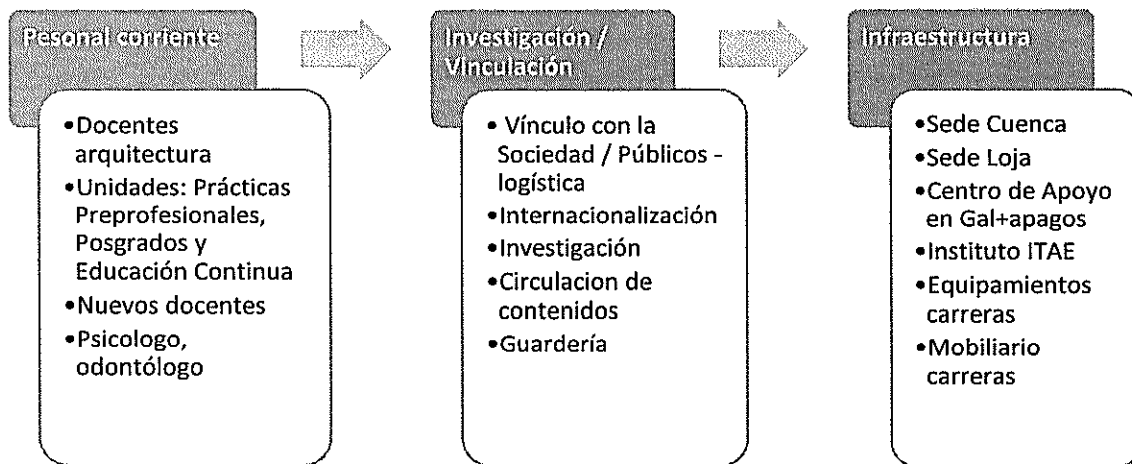 Pesonal corriente
•Docentes
arquitectura
•Unidades: Prácticas
Preprofesionales,
Posgrados y
Educación Continua
•Nuevos docentes
•Psicologo,
odontólogo
Investigación /
Vinculación
• Vínculo con la
Sociedad / Públicos -
logística
•Internacionalización
•Investigación
•Circulacion de
contenidos
•Guardería
Infraestructura
•Sede Cuenca
•Sede Loja
•Centro de Apoyo
en Gal+apagos
•Instituto ITAE
•Equipamientos
carreras
•Mobiliario
carreras